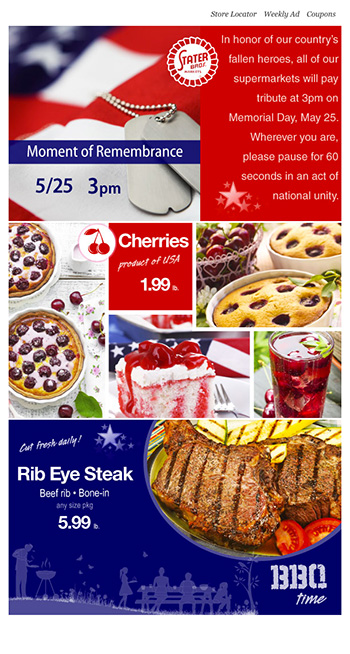 Store Locator Weekly Ad Coupons
STATER
BROS.
MARKETS
In honor of our country's
fallen heroes, all of our
supermarkets will pay
tribute at 3pm on
Memorial Day, May 25.
Wherever you are,
please pause for 60
seconds in an act of
national unity.
Moment of Remembrance
5/25 3pm
Cherries
product of USA
1.99 lb.
Cut fresh daily!
Rib Eye Steak
Beef rib • Bone-in
any size pkg
5.99 lb.
BBQ
time